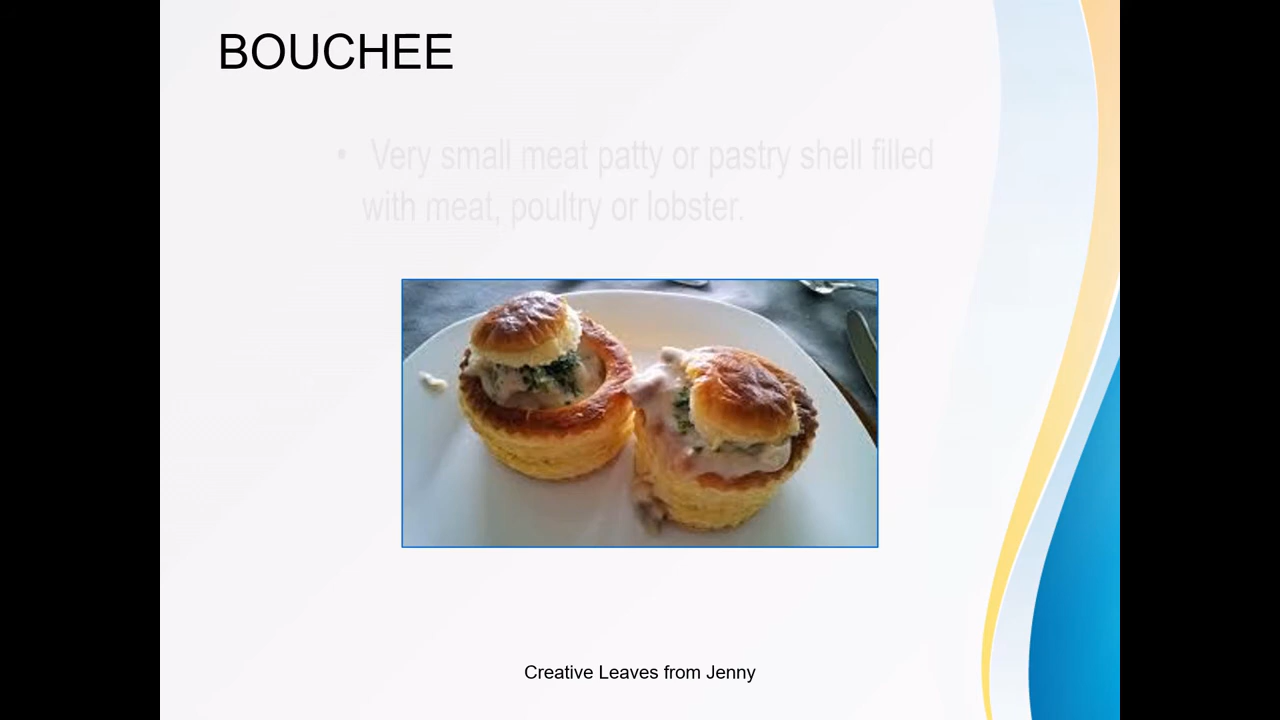 BOUCHEE
• Very small meat patty or pastry shell filled
with meat, poultry or lobster.
Creative Leaves from Jenny